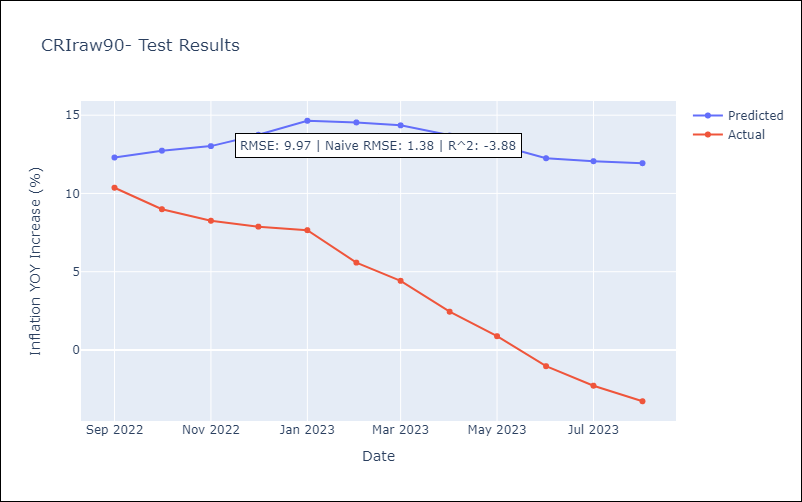 CRIraw90- Test Results
Predicted
Actual
RMSE: 9.97 | Naive RMSE: 1.38 | R^2: -3.88
Inflation YOY Increase (%)
15
10
5
0
Sep 2022
Nov 2022
Jan 2023
Mar 2023
May 2023
Jul 2023
Date